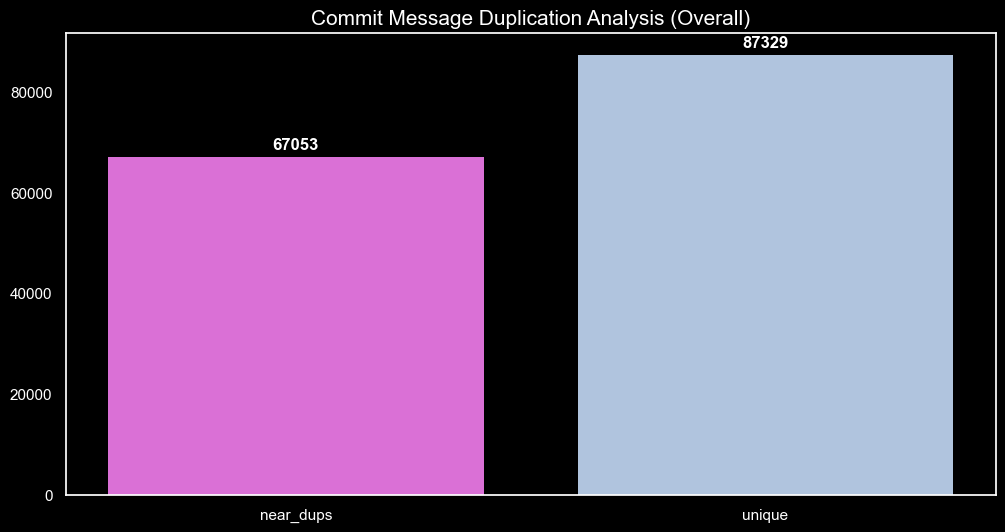 Commit Message Duplication Analysis (Overall)
87329
80000
67053
60000
40000
20000
0
near_dups
unique